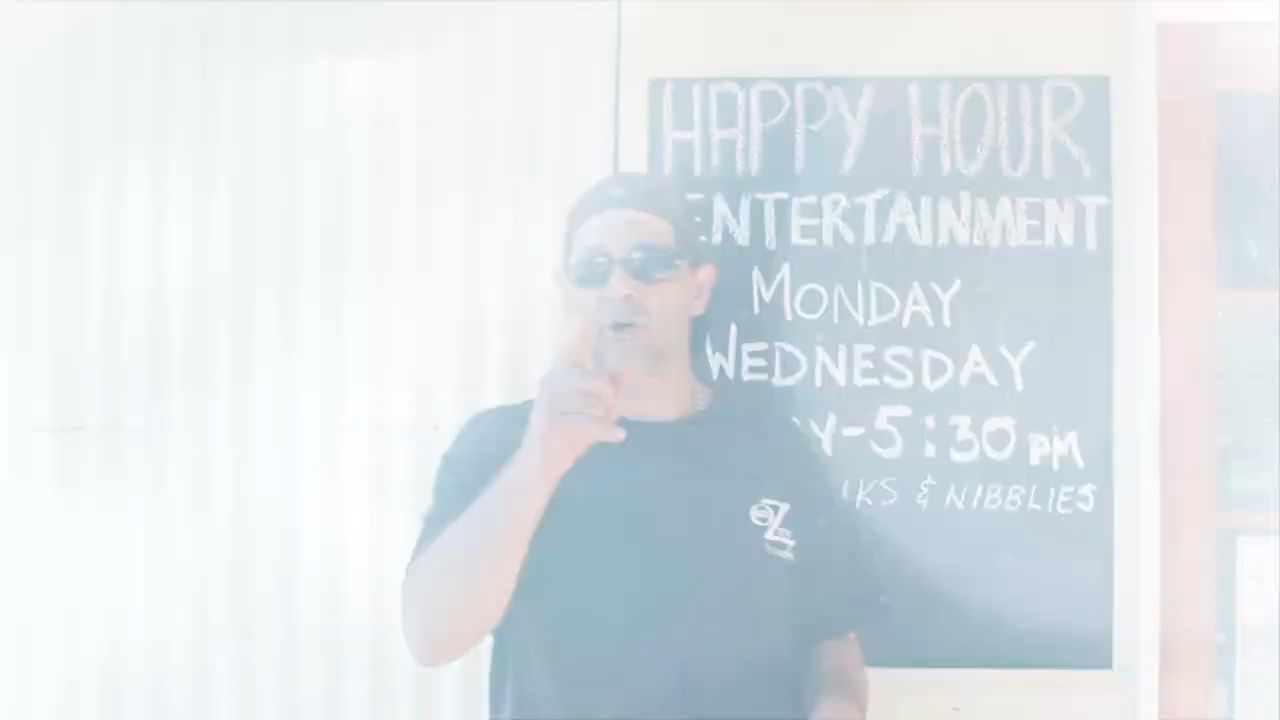 HAPPY HOUR
ENTERTAINMENT
MONDAY
WEDNESDAY
-5:30 PM
& NIBBLIES